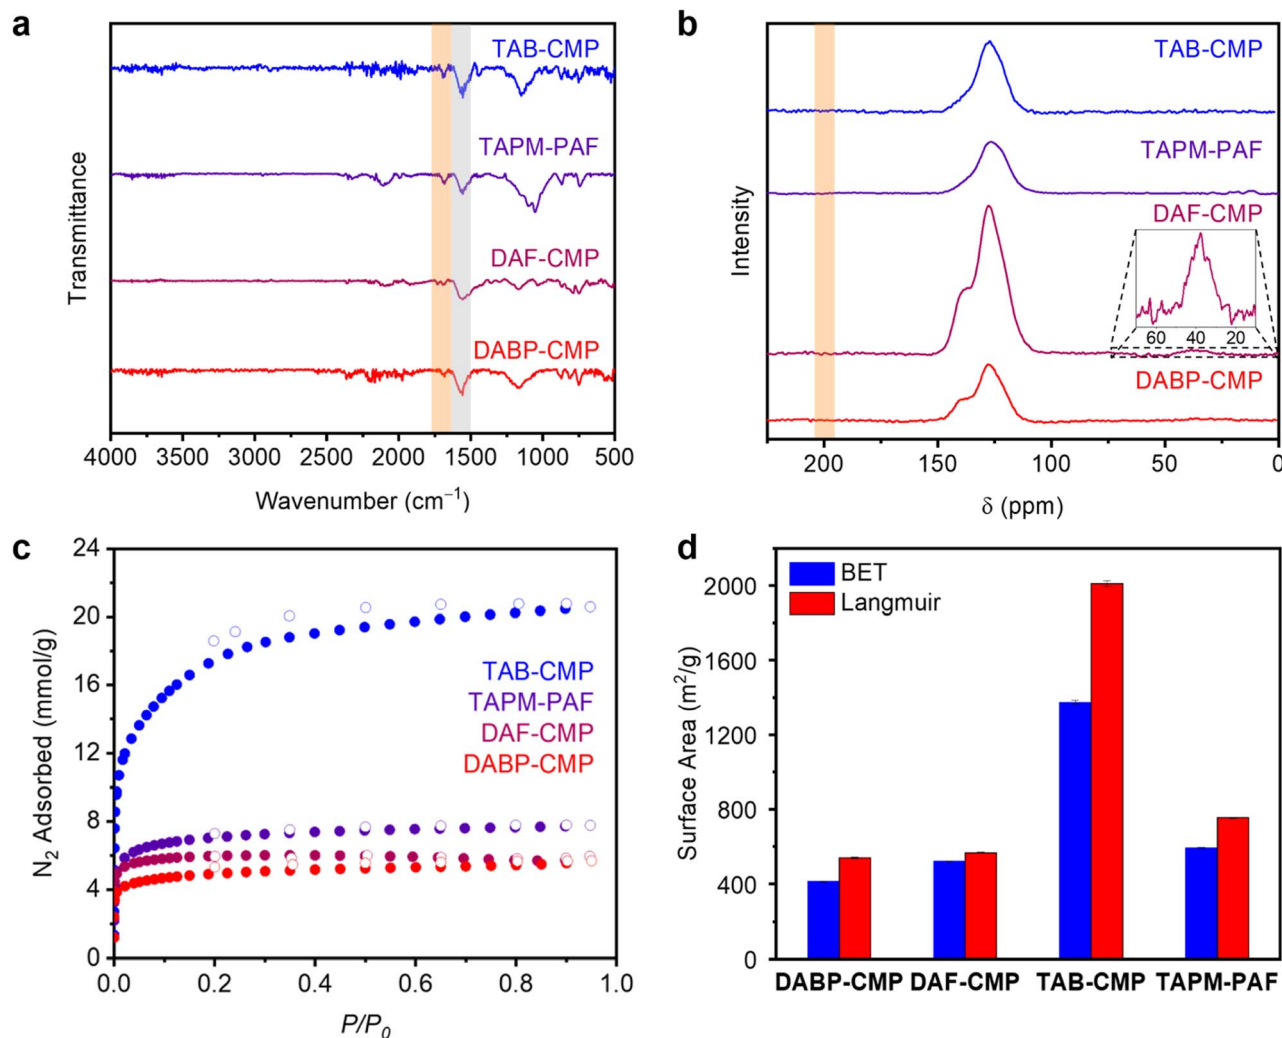 a
TAB-CMP
TAPM-PAF
DAF-CMP
DABP-CMP
Transmittance
4000 3500 3000 2500 2000 1500 1000 500
Wavenumber (cm⁻¹)
b
TAB-CMP
TAPM-PAF
DAF-CMP
60 40 20
DABP-CMP
Intensity
200 150 100 50 0
δ (ppm)
c
24
20
16
12
8
4
0
N₂ Adsorbed (mmol/g)
TAB-CMP
TAPM-PAF
DAF-CMP
DABP-CMP
0.0 0.2 0.4 0.6 0.8 1.0
P/P₀
d
BET
Langmuir
2000
1600
1200
800
400
0
Surface Area (m²/g)
DABP-CMP DAF-CMP TAB-CMP TAPM-PAF